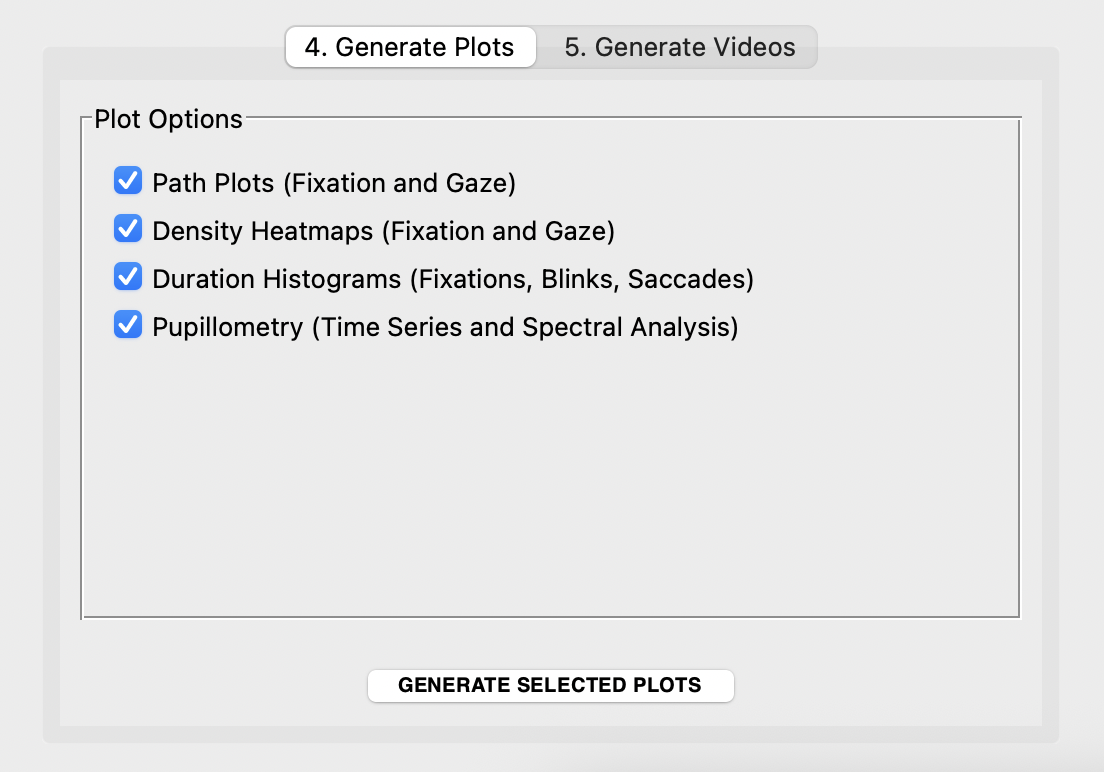 4. Generate Plots
5. Generate Videos
Plot Options
Path Plots (Fixation and Gaze)
Density Heatmaps (Fixation and Gaze)
Duration Histograms (Fixations, Blinks, Saccades)
Pupillometry (Time Series and Spectral Analysis)
GENERATE SELECTED PLOTS